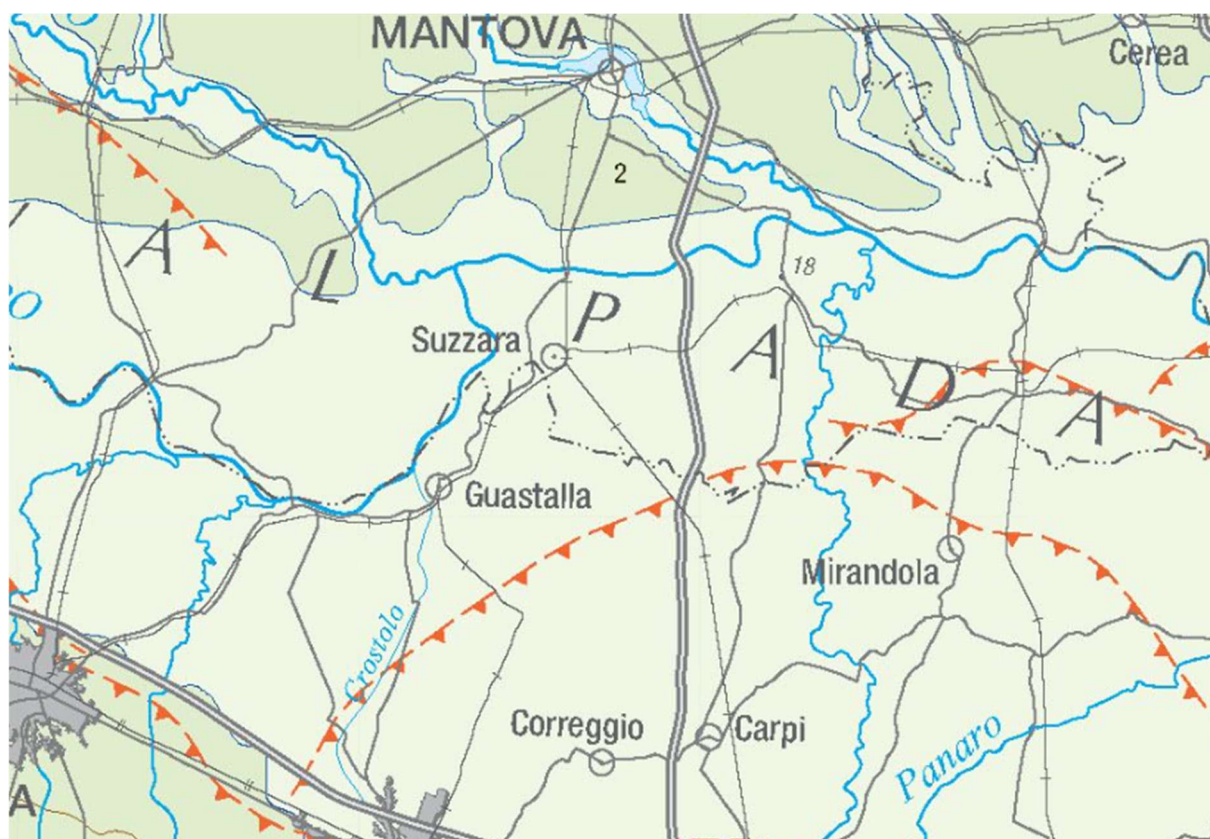 MANTOVA
Cerea
2
A
L
18
P
Suzzara
A
D
A
Guastalla
Mirandola
Crostolo
Correggio
Carpi
Panaro
A